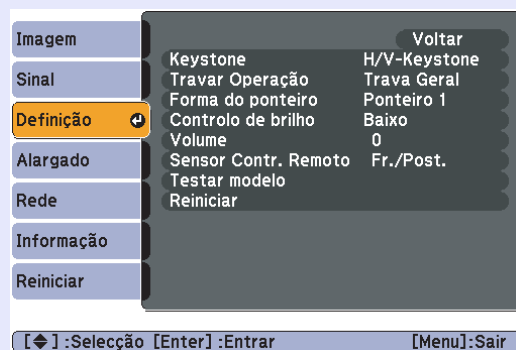 Imagem
Sinal
Definição
Alargado
Rede
Informação
Reiniciar
Voltar
Keystone H/V-Keystone
Travar Operação Trava Geral
Forma do ponteiro Ponteiro 1
Controlo de brilho Baixo
Volume 0
Sensor Contr. Remoto Fr./Post.
Testar modelo
Reiniciar
[◆] :Selecção [Enter] :Entrar [Menu]:Sair